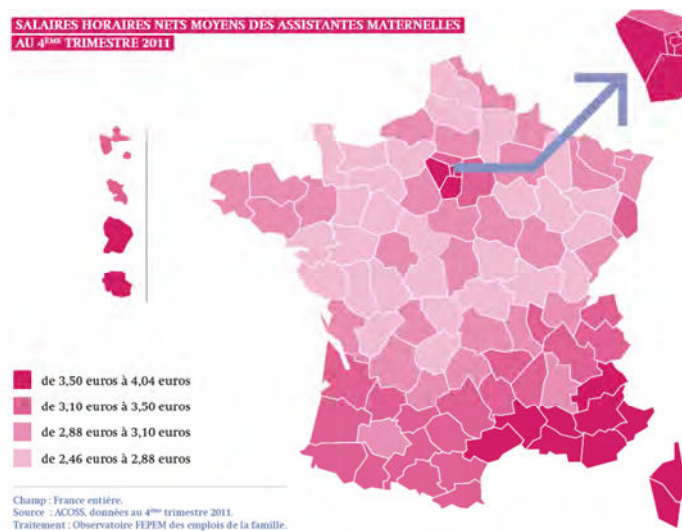 SALAIRES HORAIRES NETS MOYENS DES ASSISTANTES MATERNELLES
AU 4ÈME TRIMESTRE 2011
de 3,50 euros à 4,04 euros
de 3,10 euros à 3,50 euros
de 2,88 euros à 3,10 euros
de 2,46 euros à 2,88 euros
Champ : France entière.
Source : ACOSS, données au 4ème trimestre 2011.
Traitement : Observatoire FEPEM des emplois de la famille.